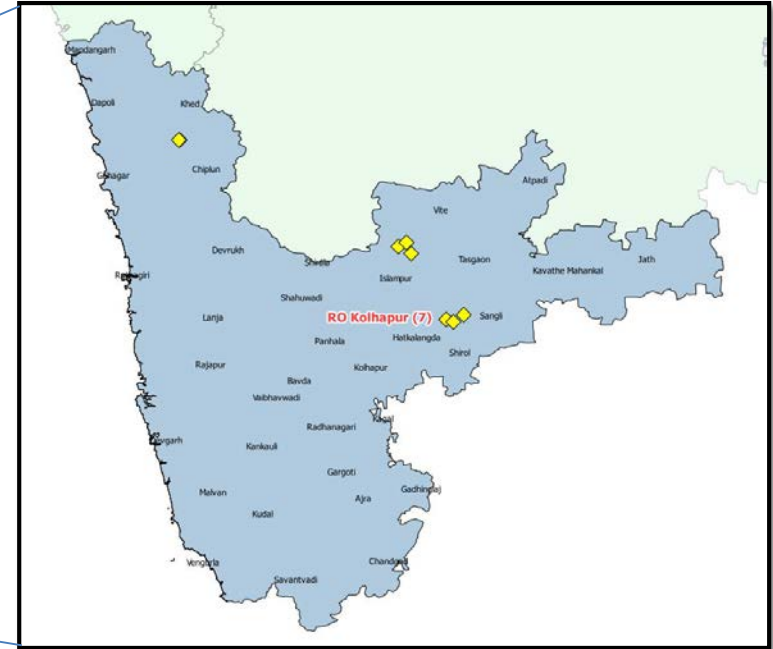 Mandangarh
Dapoli
Khed
Chiplun
Guhagar
Atpadi
Vite
Devrukh
Shirala
Tasgaon
Jath
Kavathe Mahankal
Ratnagiri
Islampur
Shahuwadi
Lanja
RO Kolhapur (7)
Sangli
Hatkalangda
Panhala
Shirol
Rajapur
Kolhapur
Bavda
Vaibhavwadi
Kagal
Radhanagari
Devgarh
Kankauli
Gargoti
Malvan
Ajra
Gadhinglaj
Kudal
Vengurla
Chandgad
Savantvadi